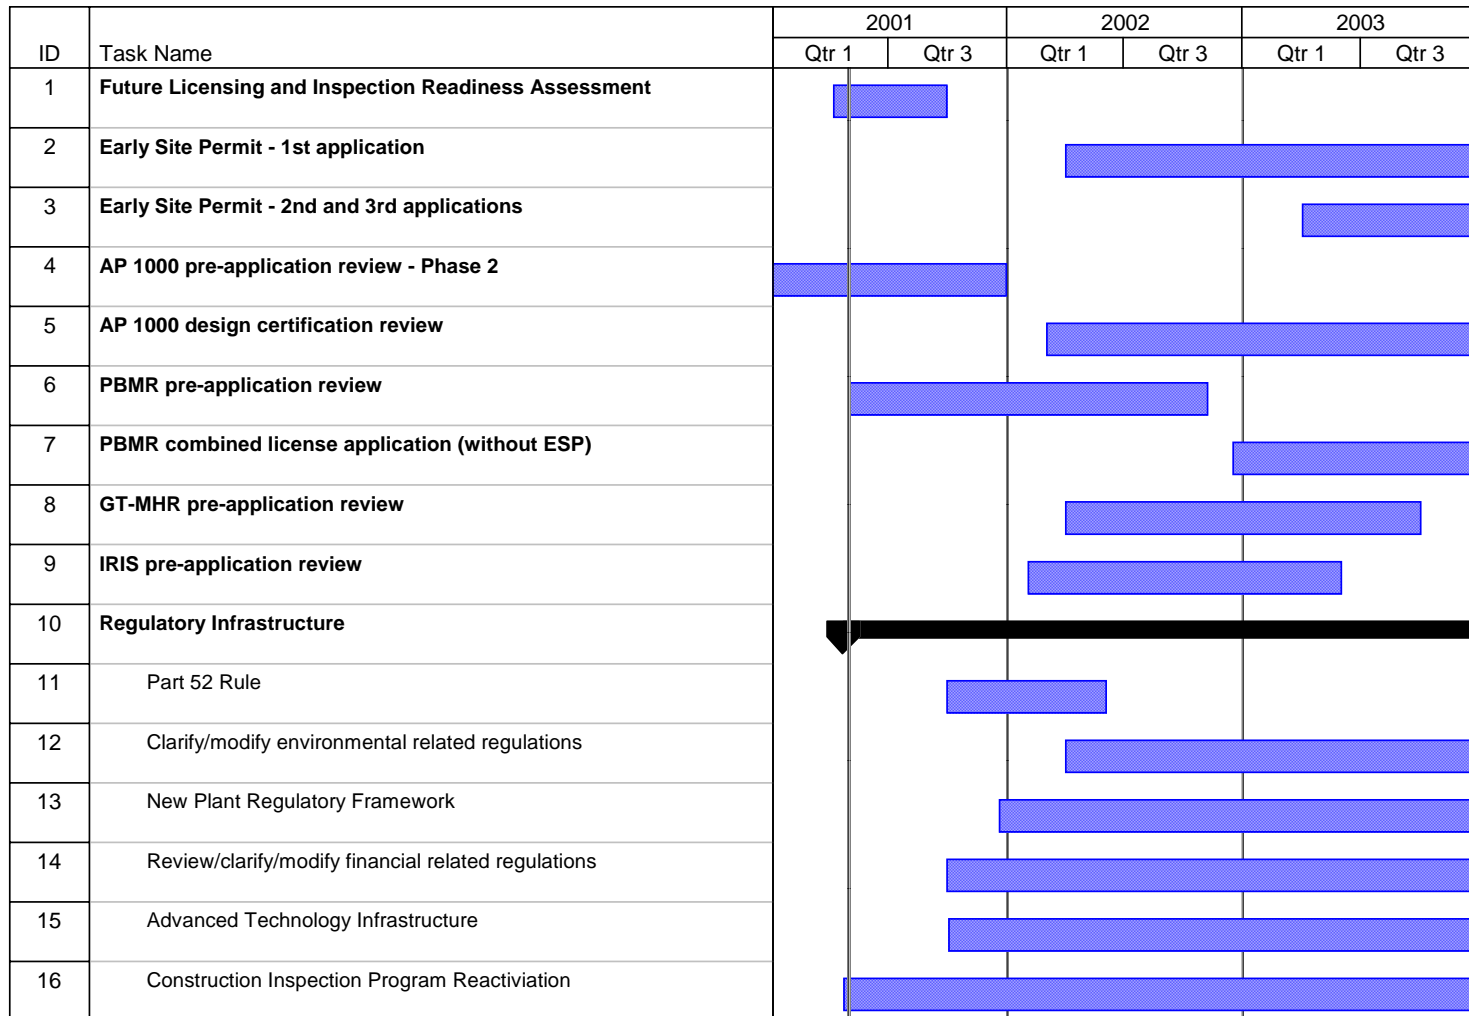 2001 2002 2003
ID Task Name Qtr 1 Qtr 3 Qtr 1 Qtr 3 Qtr 1 Qtr 3
1 Future Licensing and Inspection Readiness Assessment
2 Early Site Permit - 1st application
3 Early Site Permit - 2nd and 3rd applications
4 AP 1000 pre-application review - Phase 2
5 AP 1000 design certification review
6 PBMR pre-application review
7 PBMR combined license application (without ESP)
8 GT-MHR pre-application review
9 IRIS pre-application review
10 Regulatory Infrastructure
11 Part 52 Rule
12 Clarify/modify environmental related regulations
13 New Plant Regulatory Framework
14 Review/clarify/modify financial related regulations
15 Advanced Technology Infrastructure
16 Construction Inspection Program Reactiviation